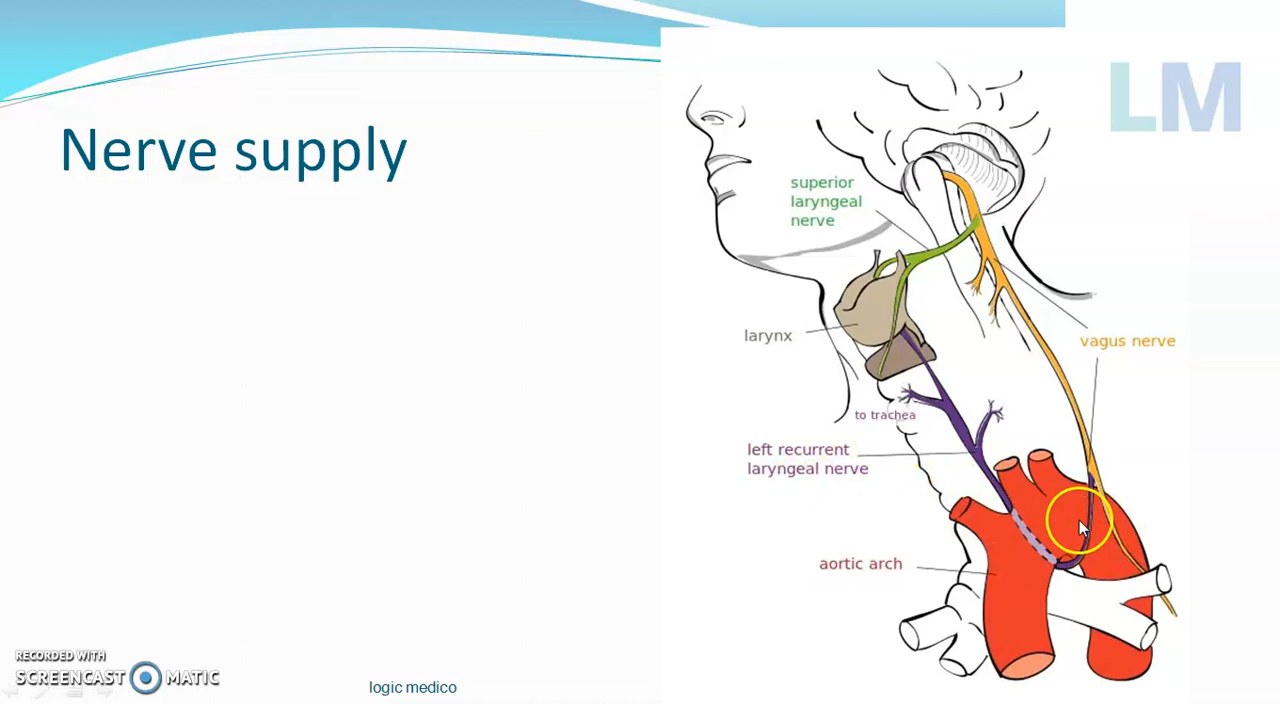 LM
Nerve supply
superior
laryngeal
nerve
larynx
vagus nerve
to trachea
left recurrent
laryngeal nerve
aortic arch
RECORDED WITH
SCREENCAST MATIC
logic medico